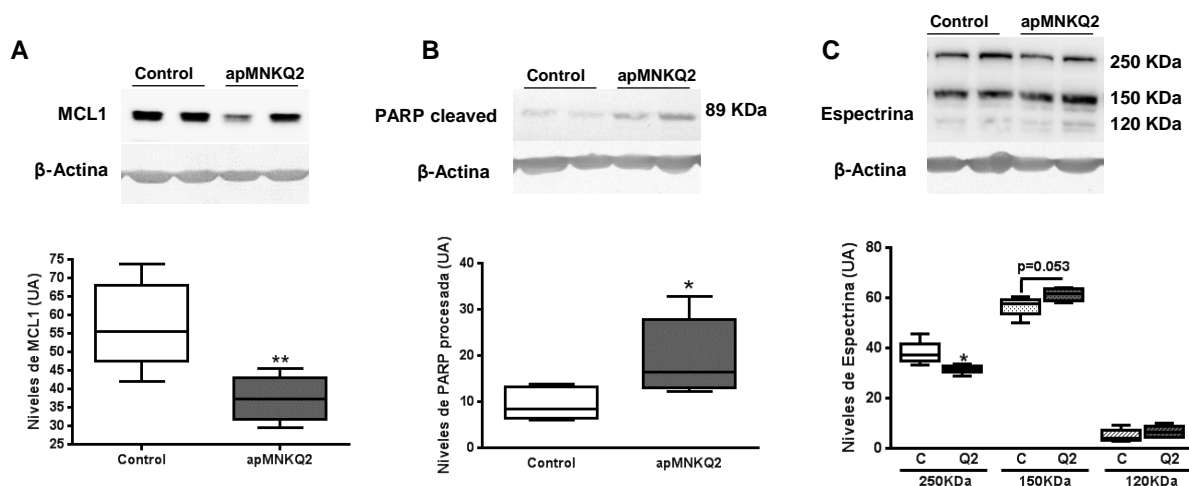 A
Control apMNKQ2
MCL1
β-Actina
Niveles de MCL1 (UA)
75
70
65
60
55
50
45
40
35
30
25
**
Control apMNKQ2
B
Control apMNKQ2
PARP cleaved 89 KDa
β-Actina
Niveles de PARP procesada (UA)
40
30
20
10
0
*
Control apMNKQ2
C
Control apMNKQ2
250 KDa
Espectrina 150 KDa
120 KDa
β-Actina
Niveles de Espectrina (UA)
80
60
40
20
0
p=0.053
*
C Q2 C Q2 C Q2
250KDa 150KDa 120KDa